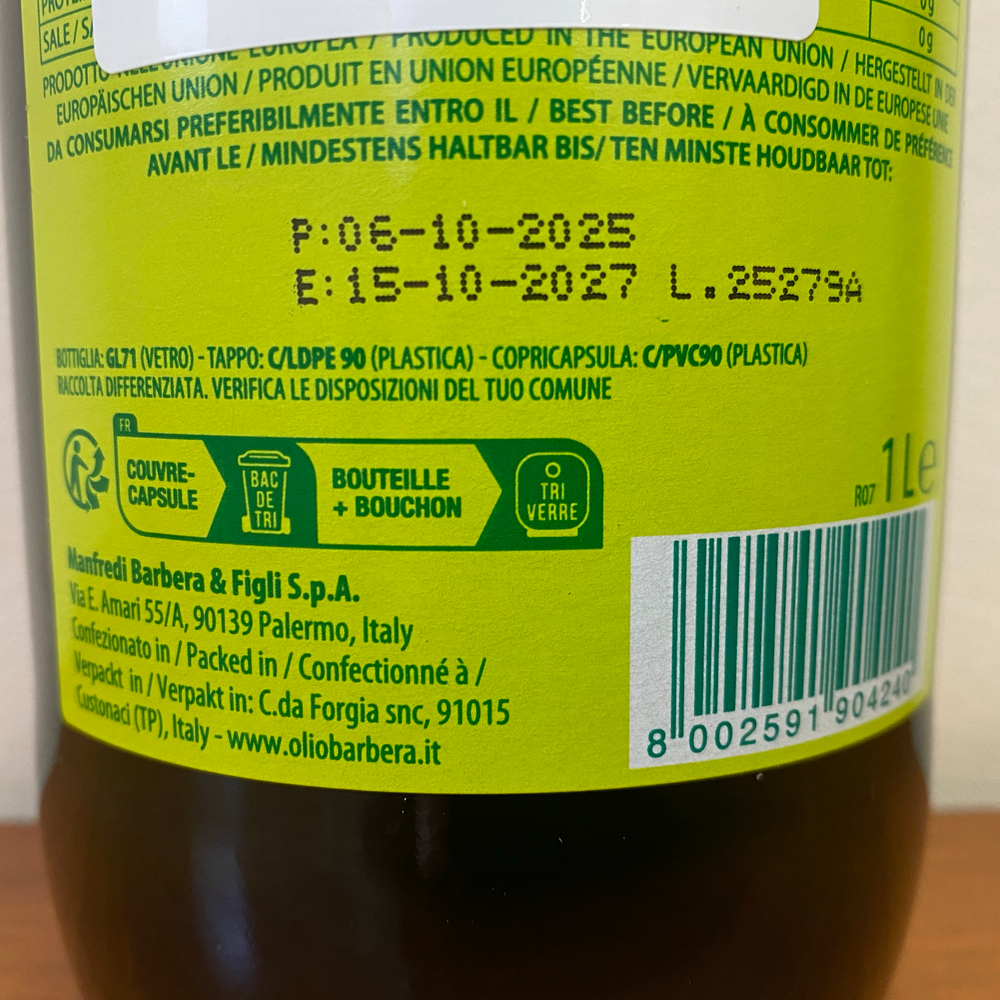 SALE / S
0g
0g
PRODOTTO NELL'UNIONE EUROPEA / PRODUCED IN THE EUROPEAN UNION / HERGESTELLT IN DER
EUROPÄISCHEN UNION / PRODUIT EN UNION EUROPÉENNE / VERVAARDIGD IN DE EUROPESE UNIE
DA CONSUMARSI PREFERIBILMENTE ENTRO IL / BEST BEFORE / À CONSOMMER DE PRÉFÉRENCE
AVANT LE / MINDESTENS HALTBAR BIS/ TEN MINSTE HOUDBAAR TOT:
P:06-10-2025
E:15-10-2027 L.25279A
BOTTIGLIA: GL71 (VETRO) - TAPPO: C/LDPE 90 (PLASTICA) - COPRICAPSULA: C/PVC90 (PLASTICA)
RACCOLTA DIFFERENZIATA. VERIFICA LE DISPOSIZIONI DEL TUO COMUNE
FR
COUVRE-
CAPSULE
BAC
DE
TRI
BOUTEILLE
+ BOUCHON
TRI
VERRE
R07 1Le
Manfredi Barbera & Figli S.p.A.
Via E. Amari 55/A, 90139 Palermo, Italy
Confezionato in / Packed in / Confectionné à /
Verpackt in / Verpakt in: C.da Forgia snc, 91015
Custonaci (TP), Italy - www.oliobarbera.it
8 002591 904240